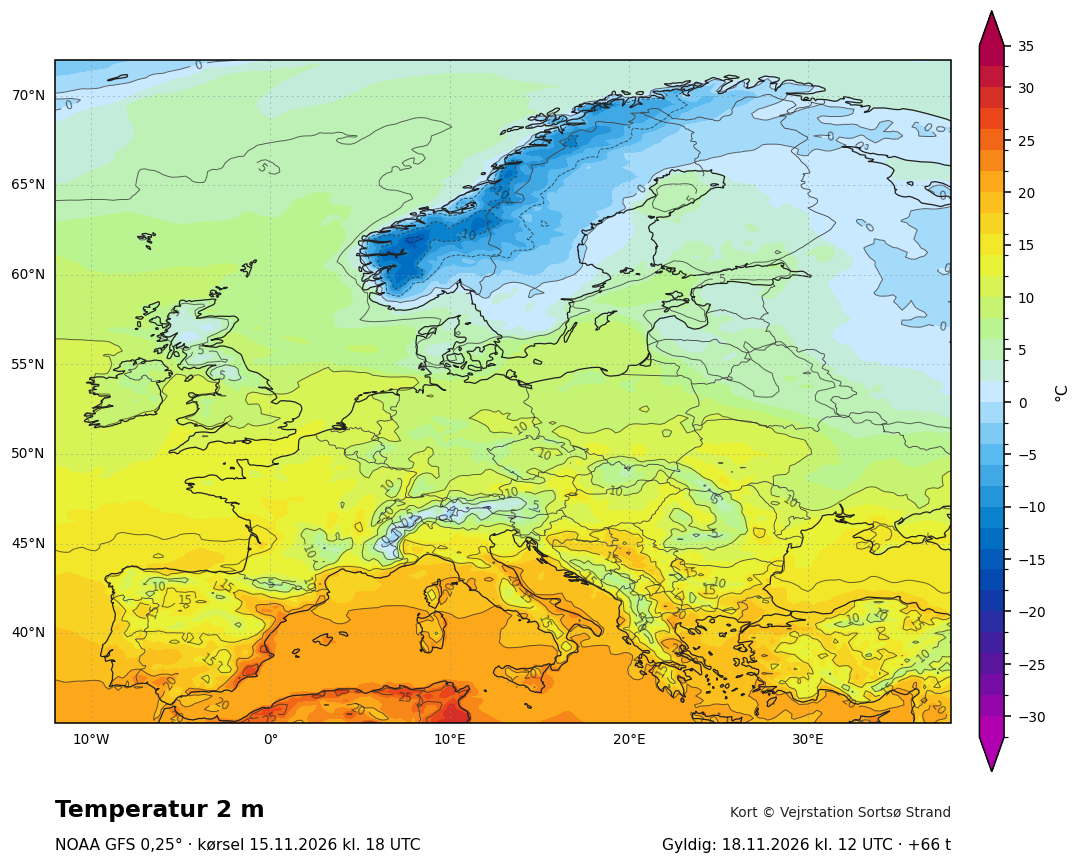 70°N
65°N
60°N
55°N
50°N
45°N
40°N
10°W
0°
10°E
20°E
30°E
35
30
25
20
15
10
5
0
−5
−10
−15
−20
−25
−30
°C
Temperatur 2 m
Kort © Vejrstation Sortsø Strand
NOAA GFS 0,25° · kørsel 15.11.2026 kl. 18 UTC
Gyldig: 18.11.2026 kl. 12 UTC · +66 t